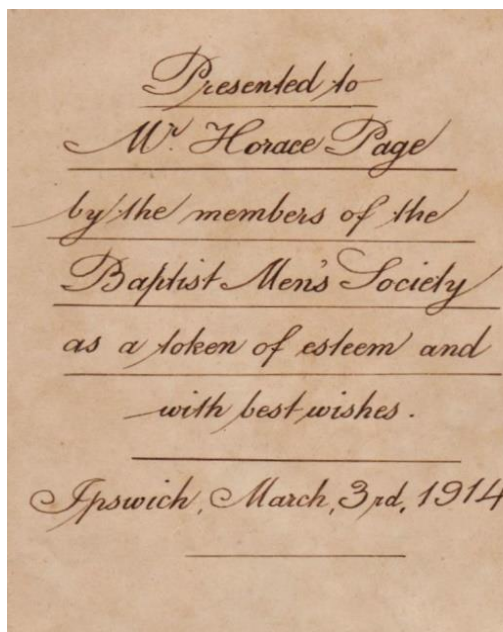 Presented to
Mr. Horace Page
by the members of the
Baptist Men's Society
as a token of esteem and
with best wishes.
Ipswich, March, 3rd, 1914